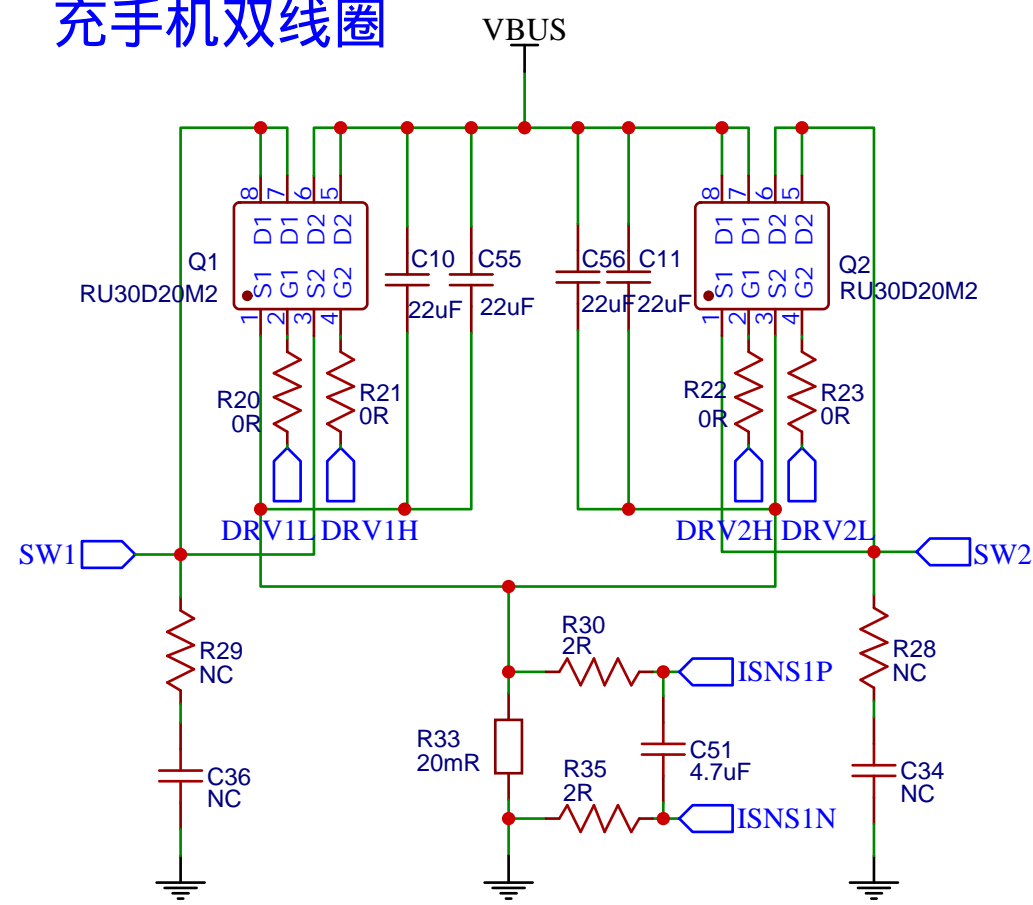 充手机双线圈
VBUS
8 7 6 5
D1 D1 D2 D2
S1 G1 S2 G2
1 2 3 4
Q1
RU30D20M2
C10
22uF
C55
22uF
C56
22uF
C11
22uF
8 7 6 5
D1 D1 D2 D2
S1 G1 S2 G2
1 2 3 4
Q2
RU30D20M2
R20
0R
R21
0R
R22
0R
R23
0R
DRV1L
DRV1H
DRV2H
DRV2L
SW1
SW2
R29
NC
R30
2R
ISNS1P
R28
NC
R33
20mR
C51
4.7uF
R35
2R
ISNS1N
C36
NC
C34
NC